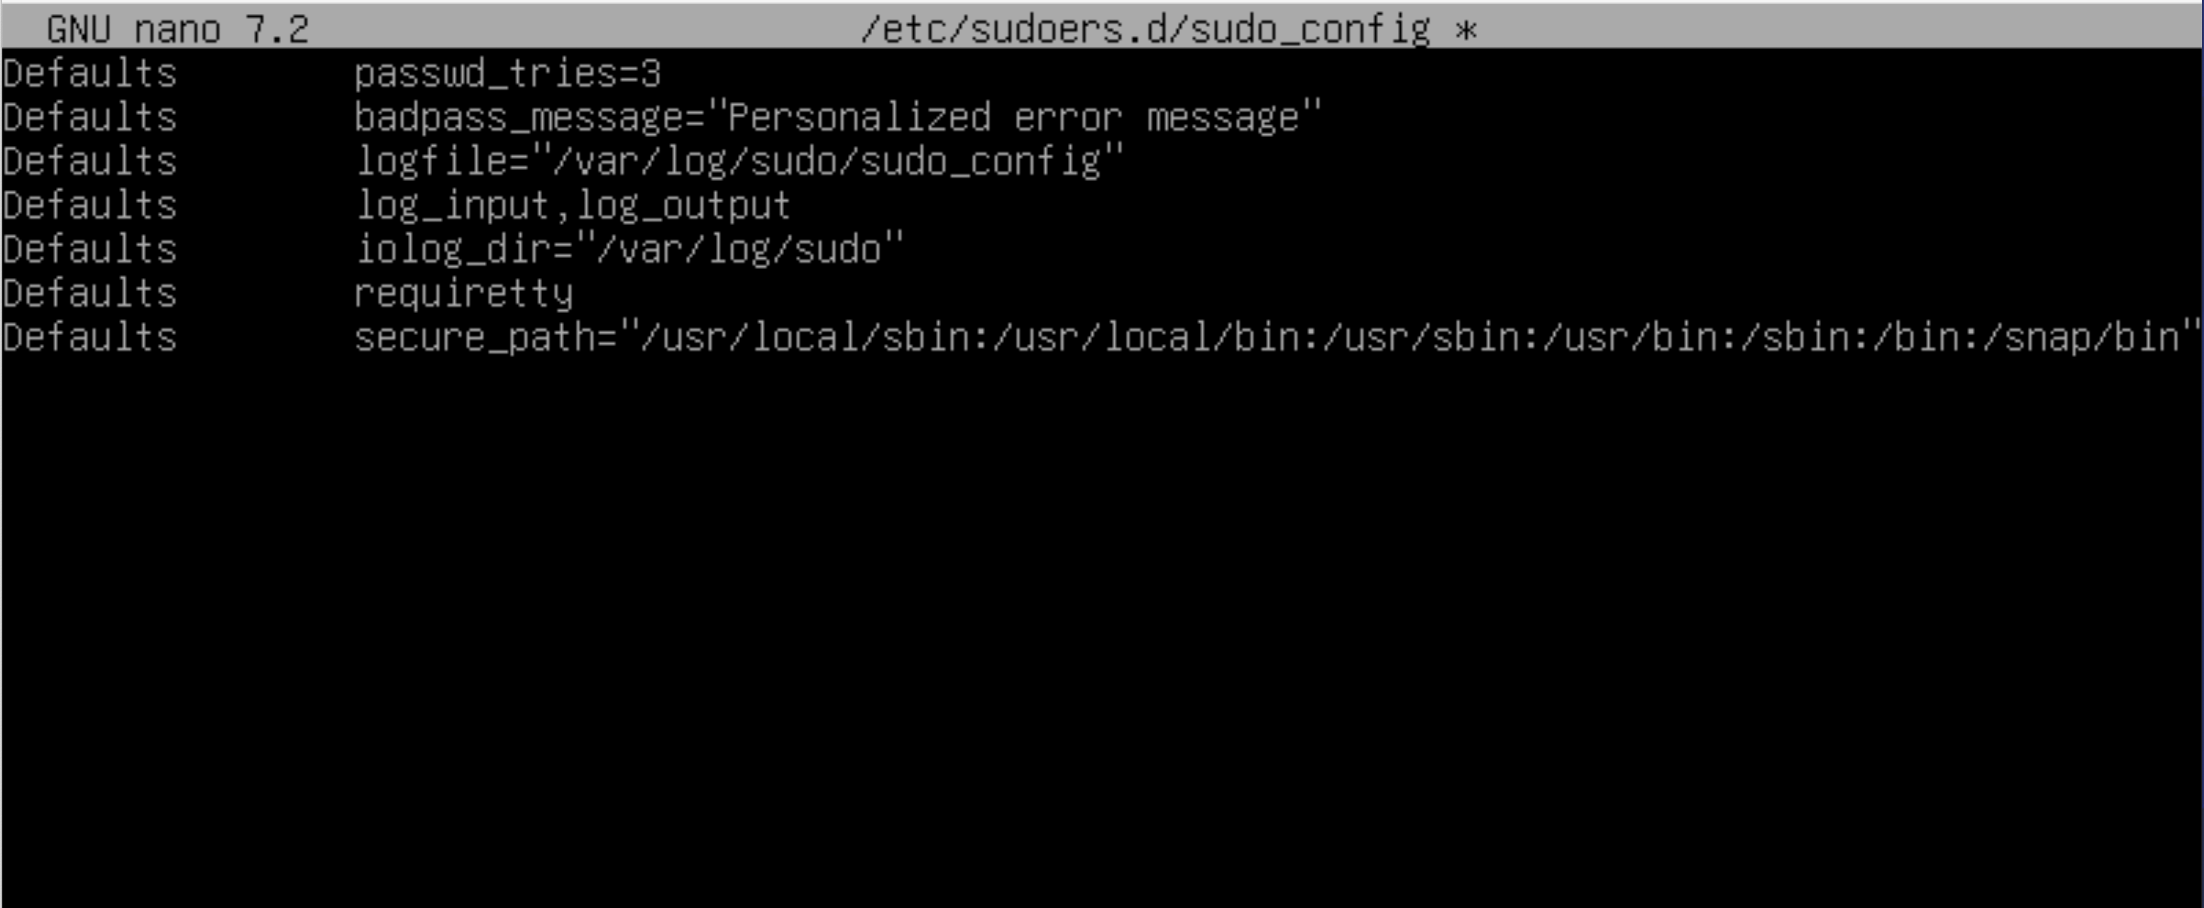 GNU nano 7.2 /etc/sudoers.d/sudo_config *
Defaults passwd_tries=3
Defaults badpass_message="Personalized error message"
Defaults logfile="/var/log/sudo/sudo_config"
Defaults log_input,log_output
Defaults iolog_dir="/var/log/sudo"
Defaults requiretty
Defaults secure_path="/usr/local/sbin:/usr/local/bin:/usr/sbin:/usr/bin:/sbin:/bin:/snap/bin"